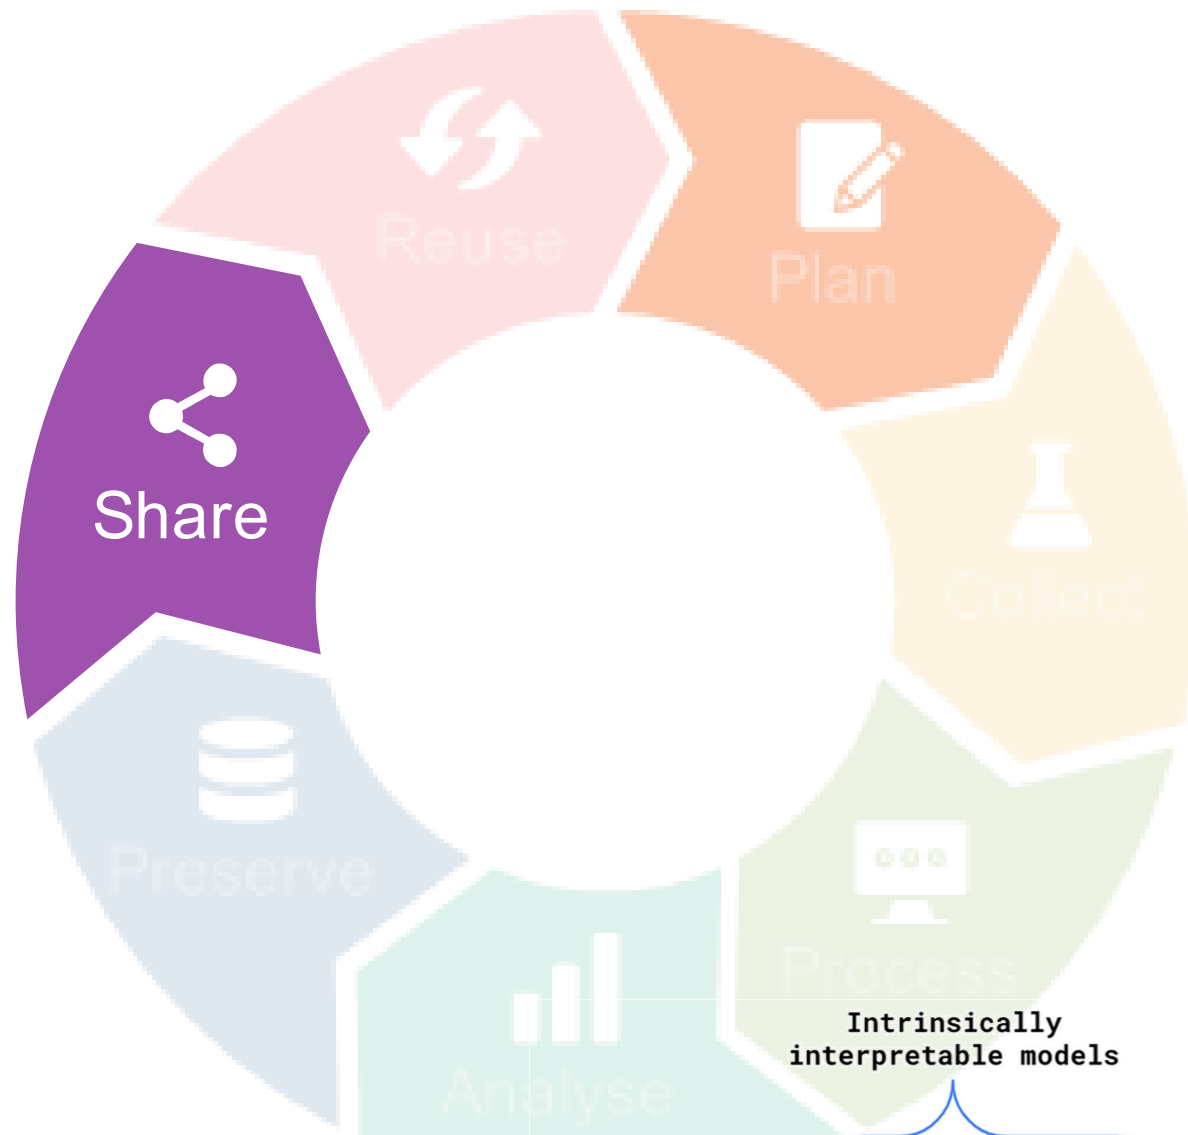 Reuse
Plan
Share
Collect
Preserve
Process
Intrinsically
interpretable models
Analyse